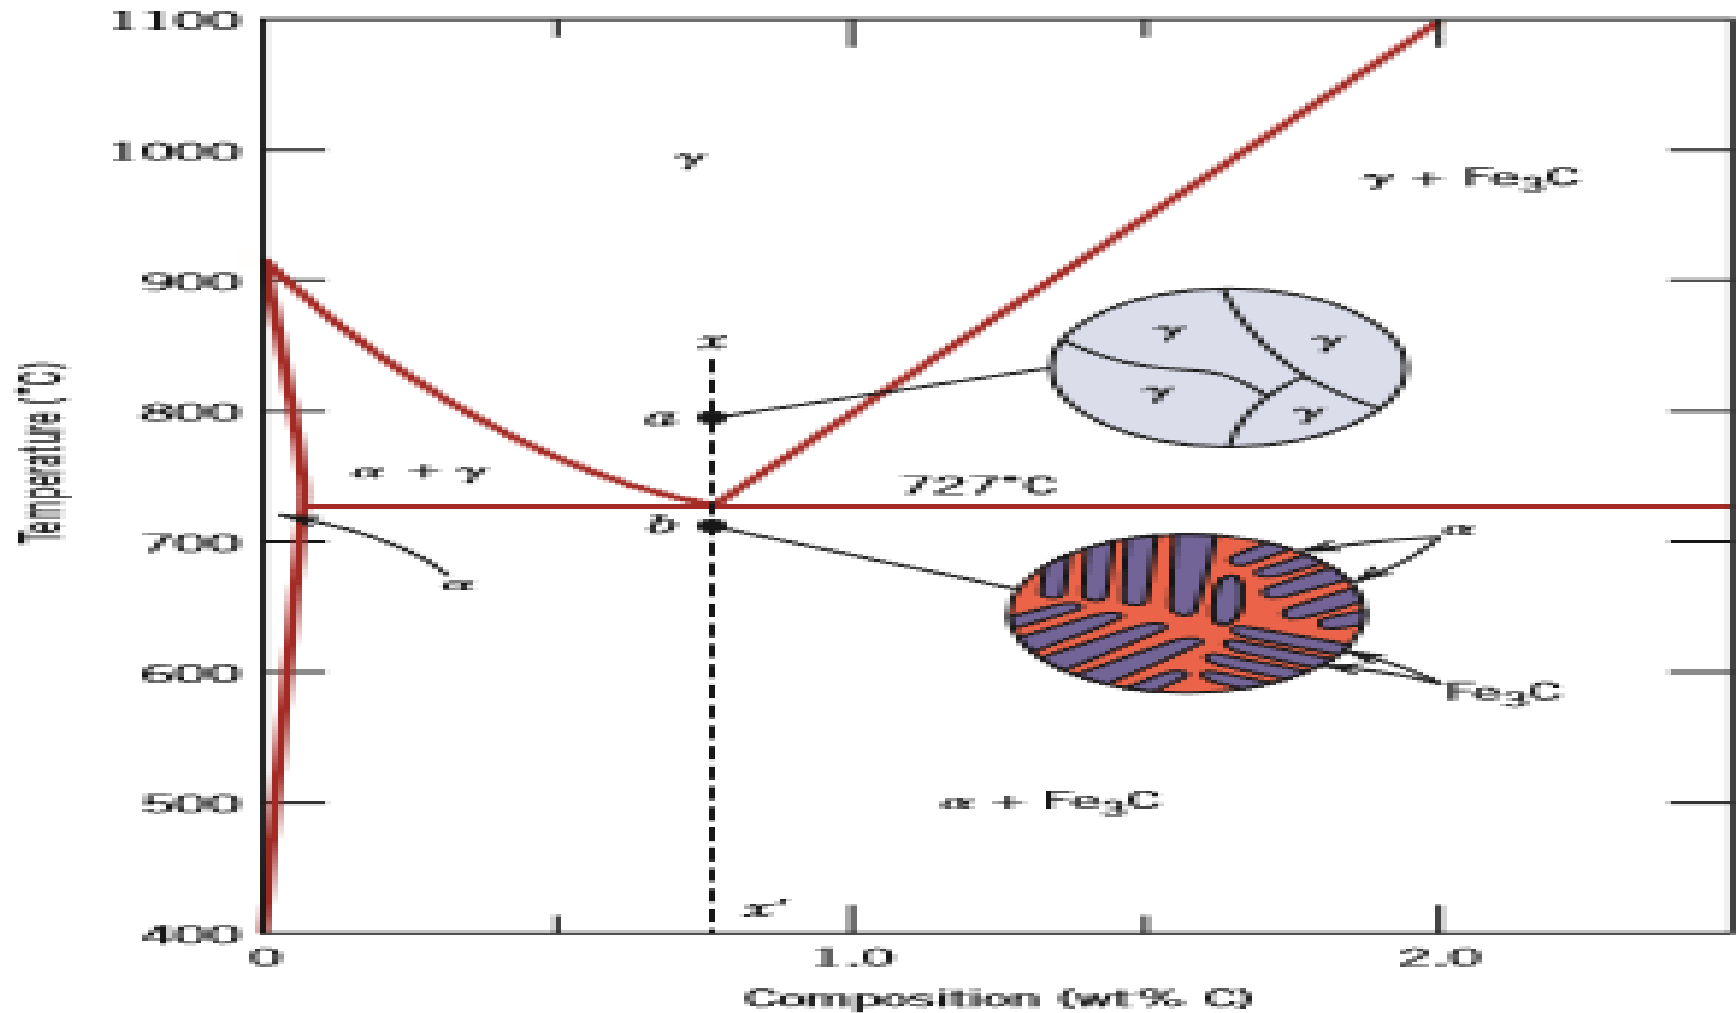 1100
1000
900
800
700
600
500
400
Temperature (°C)
γ
γ + Fe₃C
x
a
γ
γ
γ
γ
α + γ
727°C
b
α
α
Fe₃C
α + Fe₃C
x′
0
1.0
2.0
Composition (wt% C)